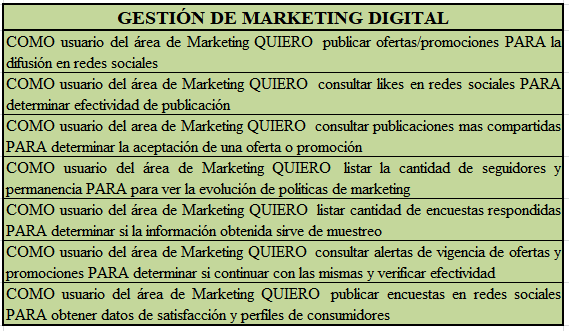 GESTIÓN DE MARKETING DIGITAL
COMO usuario del área de Marketing QUIERO publicar ofertas/promociones PARA la
difusión en redes sociales
COMO usuario del área de Marketing QUIERO consultar likes en redes sociales PARA
determinar efectividad de publicación
COMO usuario del area de Marketing QUIERO consultar publicaciones mas compartidas
PARA determinar la aceptación de una oferta o promoción
COMO usuario del área de Marketing QUIERO listar la cantidad de seguidores y
permanencia PARA para ver la evolución de políticas de marketing
COMO usuario del área de Marketing QUIERO listar cantidad de encuestas respondidas
PARA determinar si la información obtenida sirve de muestreo
COMO usuario del área de Marketing QUIERO consultar alertas de vigencia de ofertas y
promociones PARA determinar si continuar con las mismas y verificar efectividad
COMO usuario del área de Marketing QUIERO publicar encuestas en redes sociales
PARA obtener datos de satisfacción y perfiles de consumidores